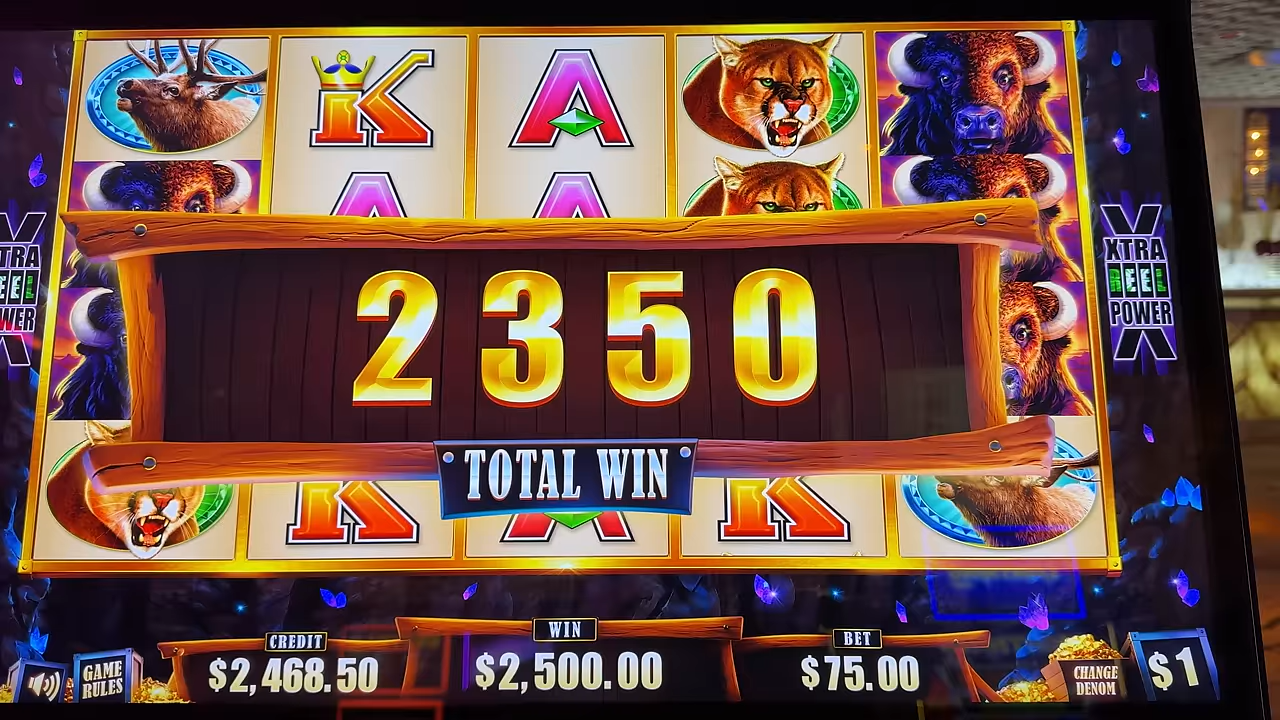 K A
A A
XTRA
REEL
POWER
XTRA
REEL
POWER
2350
TOTAL WIN
K A K
CREDIT
$2,468.50
WIN
$2,500.00
BET
$75.00
GAME
RULES
CHANGE
DENOM
$1